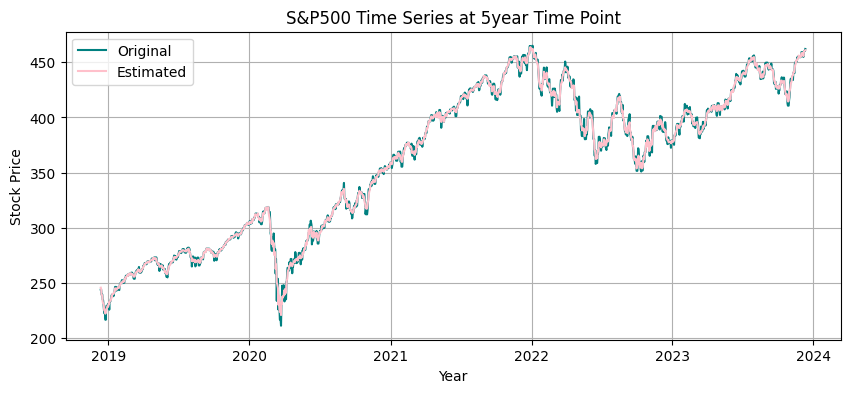 S&P500 Time Series at 5year Time Point
Original
Estimated
450
400
350
300
250
200
Stock Price
2019 2020 2021 2022 2023 2024
Year